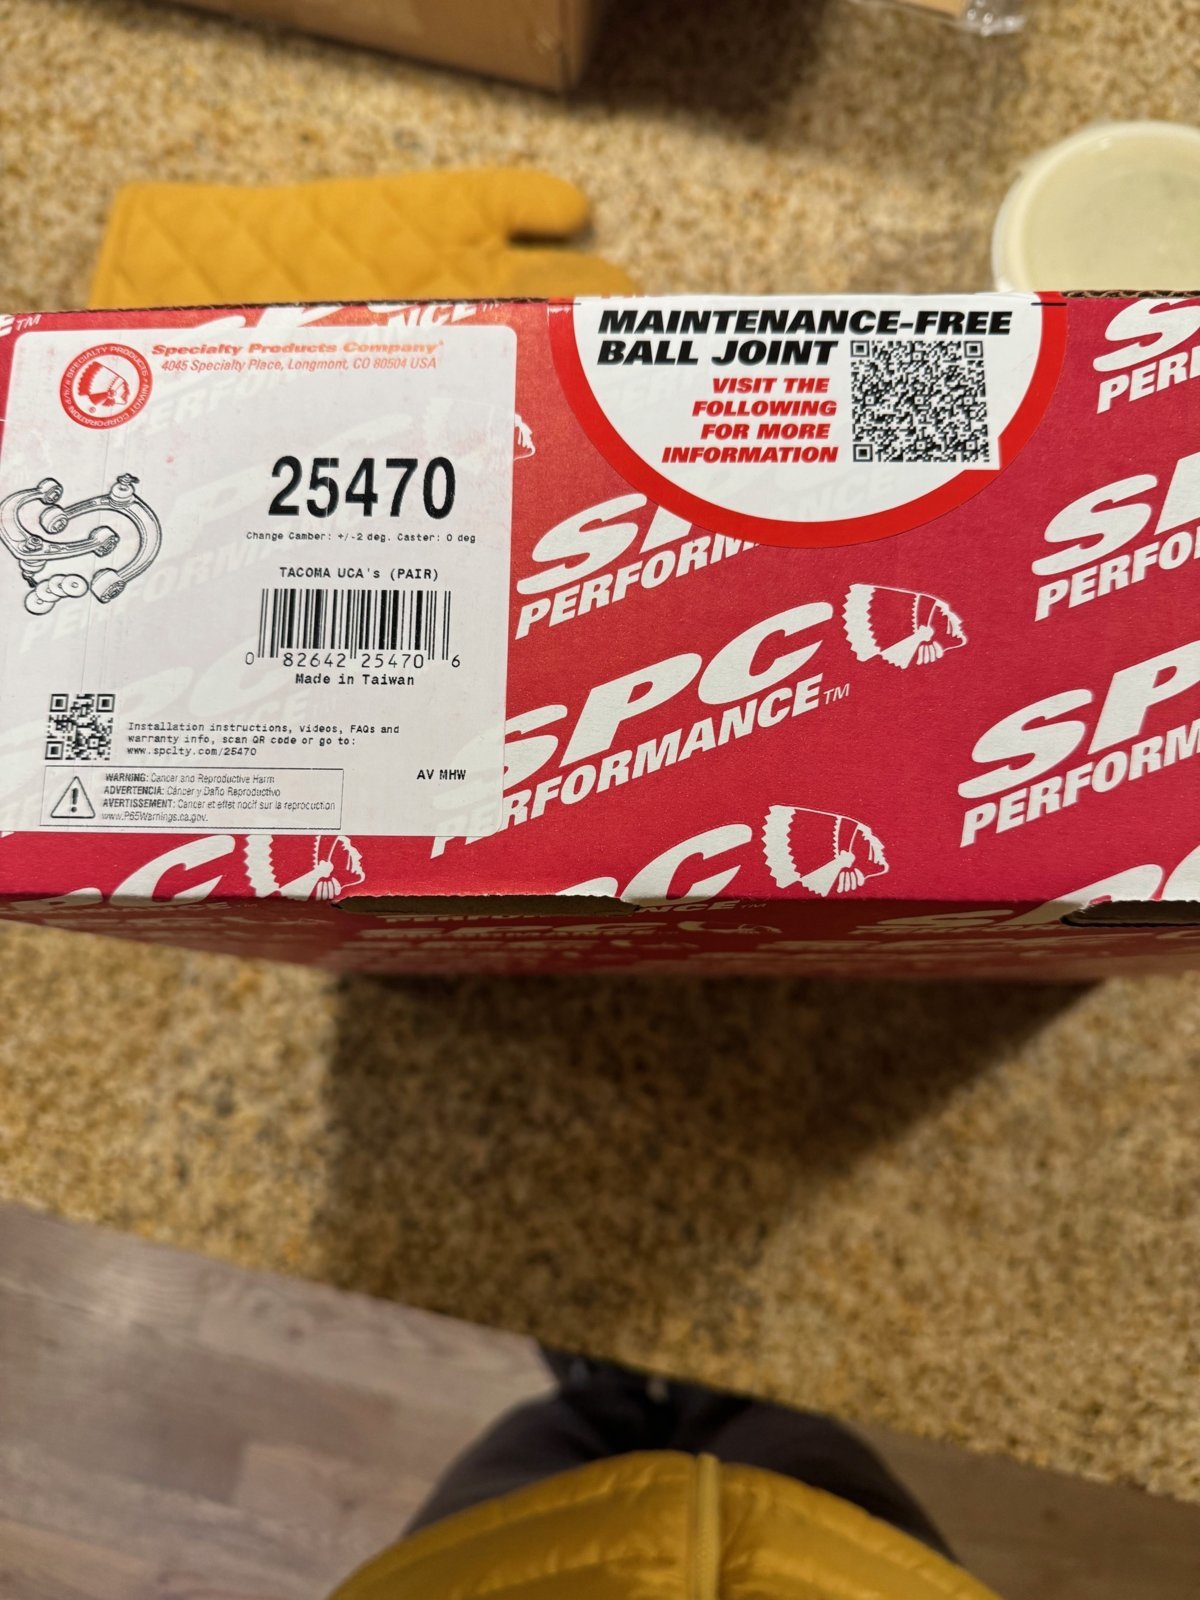 Specialty Products Company
4045 Specialty Place, Longmont, CO 80504 USA
SPECIALTY PRODUCTS
NIWOT CORPORATION
25470
Change Camber: +/-2 deg. Caster: 0 deg
TACOMA UCA's (PAIR)
0 82642 25470 6
Made in Taiwan
Installation instructions, videos, FAQs and
warranty info, scan QR code or go to:
www.spclty.com/25470
AV MHW
WARNING: Cancer and Reproductive Harm
ADVERTENCIA: Cáncer y Daño Reproductivo
AVERTISSEMENT: Cancer et effet nocif sur la reproduction
www.P65Warnings.ca.gov.
MAINTENANCE-FREE
BALL JOINT
VISIT THE
FOLLOWING
FOR MORE
INFORMATION
SPC
PERFORMANCE™